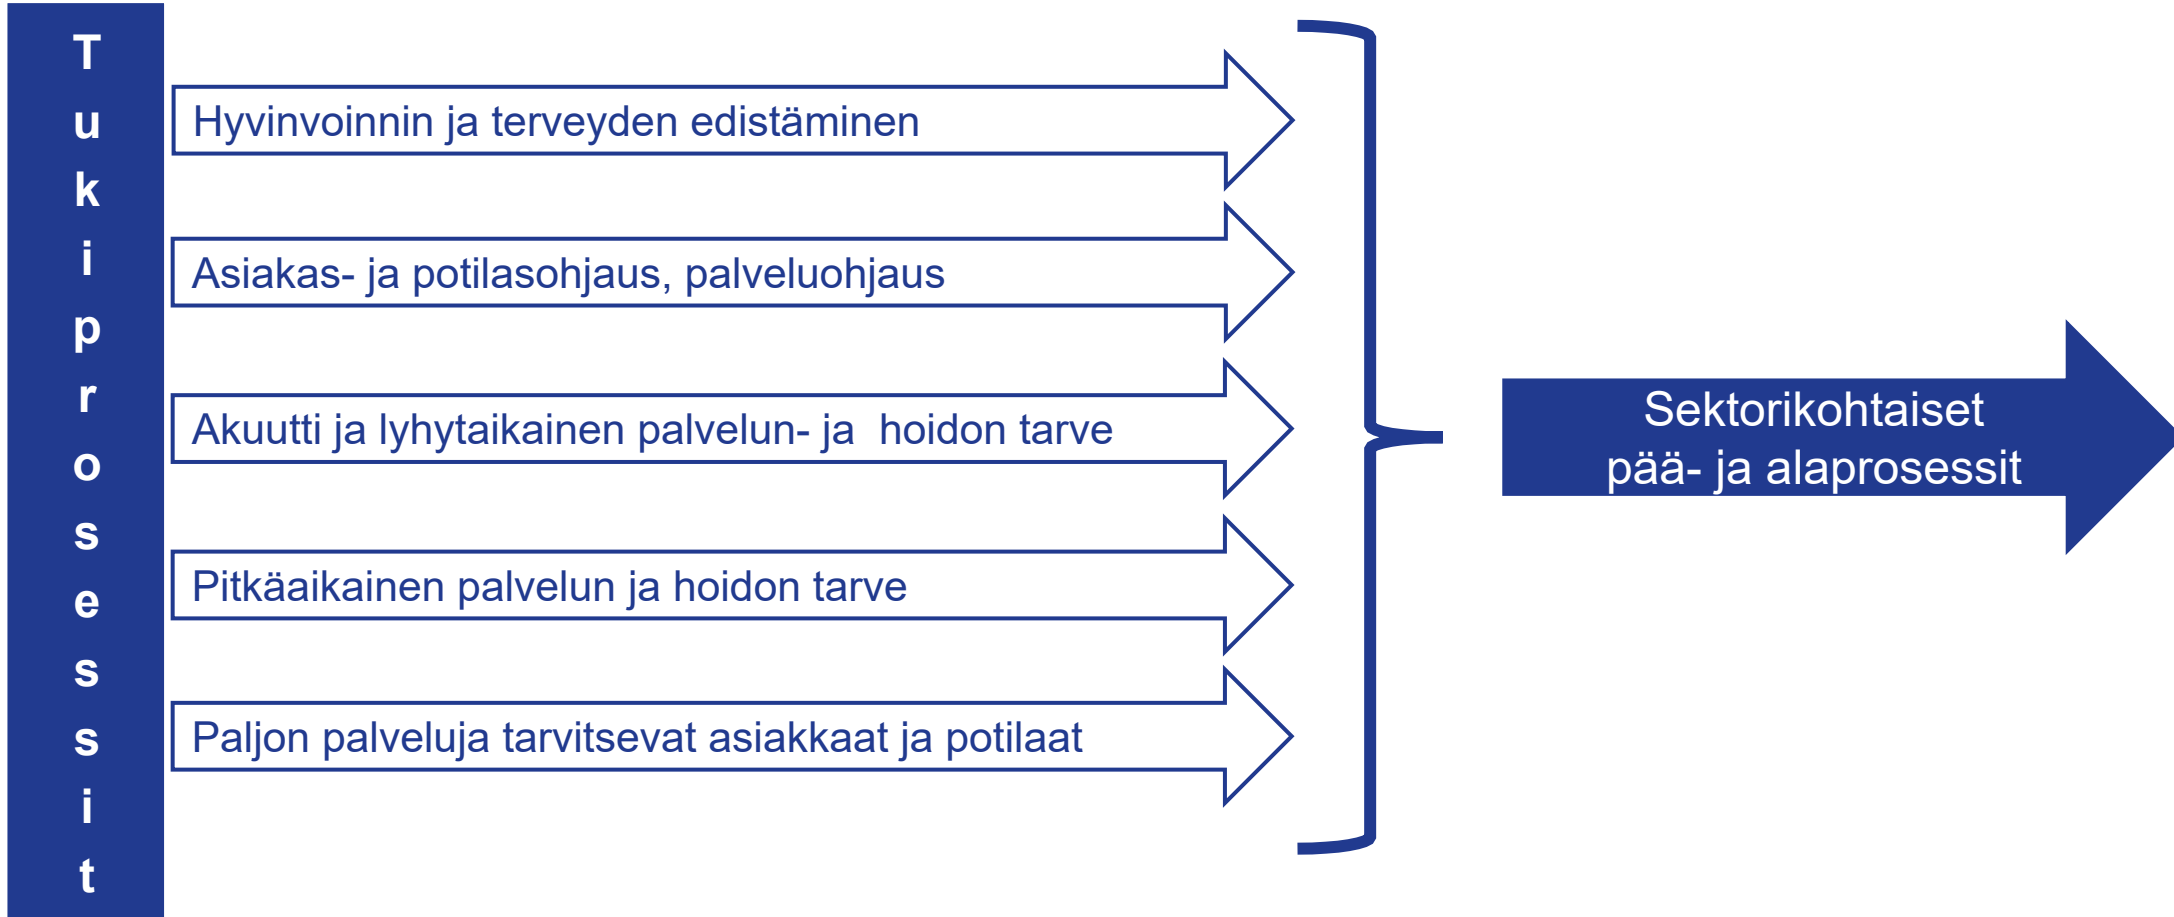 Tukiprosessit
Hyvinvoinnin ja terveyden edistäminen
Asiakas- ja potilasohjaus, palveluohjaus
Akuutti ja lyhytaikainen palvelun- ja  hoidon tarve
Pitkäaikainen palvelun ja hoidon tarve
Paljon palveluja tarvitsevat asiakkaat ja potilaat
Sektorikohtaiset
pää- ja alaprosessit